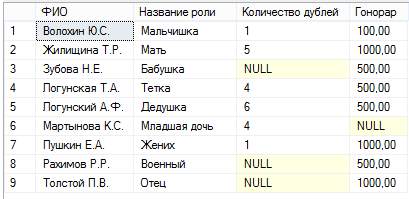 ФИО Название роли Количество дублей Гонорар
1 Волохин Ю.С. Мальчишка 1 100,00
2 Жилищина Т.Р. Мать 5 1000,00
3 Зубова Н.Е. Бабушка NULL 500,00
4 Логунская Т.А. Тетка 4 500,00
5 Логунский А.Ф. Дедушка 6 500,00
6 Мартынова К.С. Младшая дочь 4 NULL
7 Пушкин Е.А. Жених 1 1000,00
8 Рахимов Р.Р. Военный NULL 500,00
9 Толстой П.В. Отец NULL 1000,00